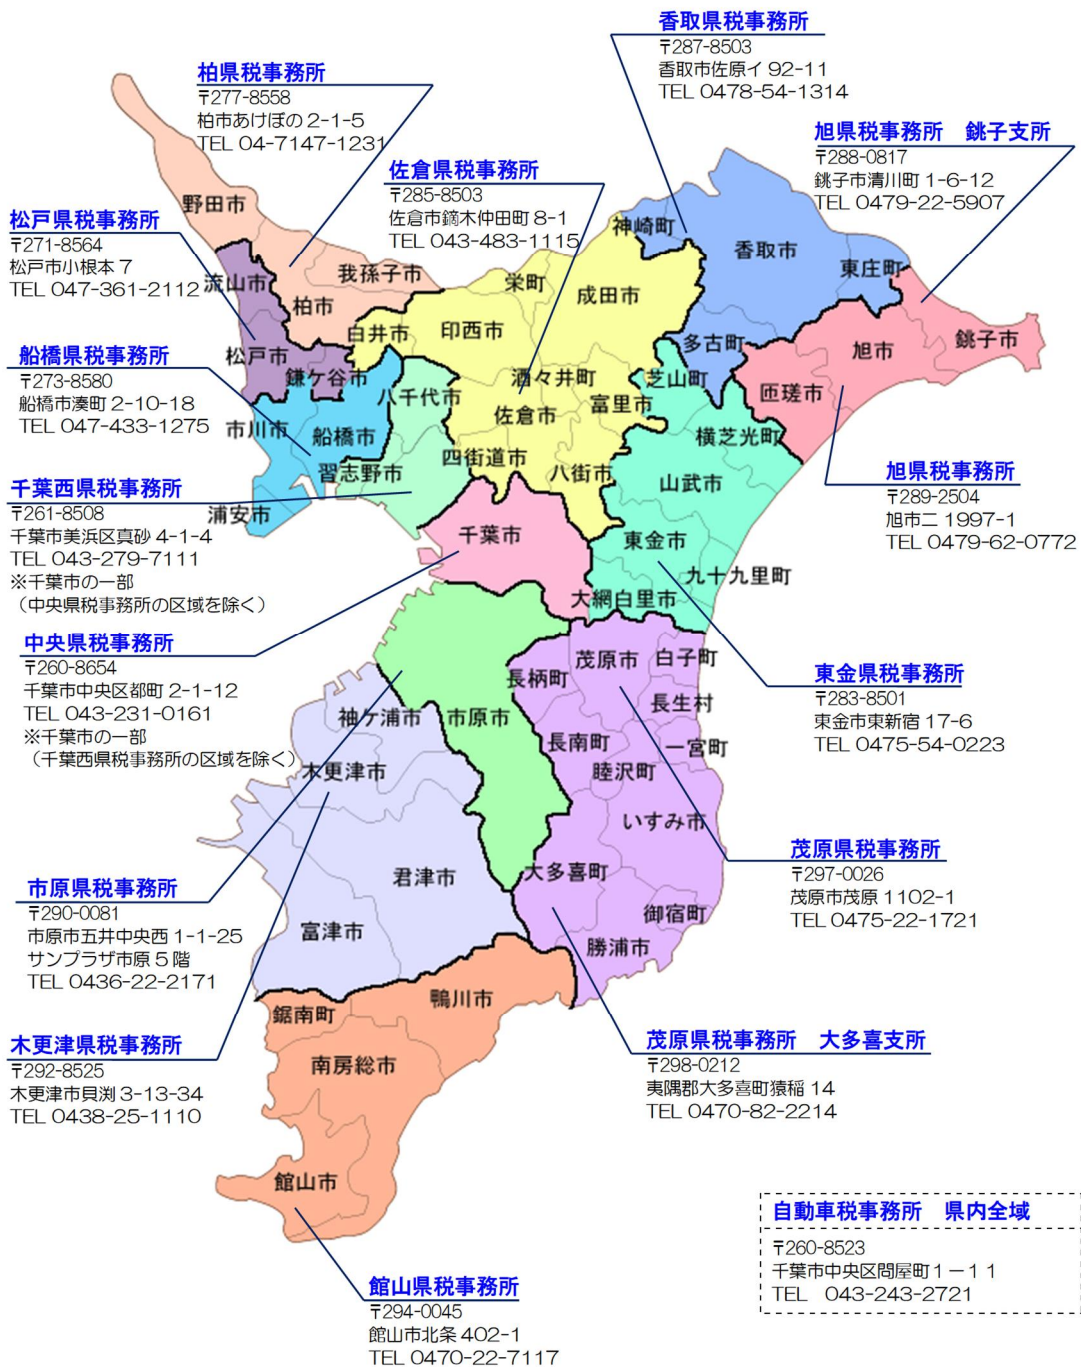 香取県税事務所
〒287-8503
香取市佐原イ 92-11
TEL 0478-54-1314
柏県税事務所
〒277-8558
柏市あけぼの 2-1-5
TEL 04-7147-1231
旭県税事務所　銚子支所
〒288-0817
銚子市清川町 1-6-12
TEL 0479-22-5907
佐倉県税事務所
〒285-8503
佐倉市鏑木仲田町 8-1
TEL 043-483-1115
松戸県税事務所
〒271-8564
松戸市小根本 7
TEL 047-361-2112
船橋県税事務所
〒273-8580
船橋市湊町 2-10-18
TEL 047-433-1275
千葉西県税事務所
〒261-8508
千葉市美浜区真砂 4-1-4
TEL 043-279-7111
※千葉市の一部
（中央県税事務所の区域を除く）
中央県税事務所
〒260-8654
千葉市中央区都町 2-1-12
TEL 043-231-0161
※千葉市の一部
（千葉西県税事務所の区域を除く）
市原県税事務所
〒290-0081
市原市五井中央西 1-1-25
サンプラザ市原 5 階
TEL 0436-22-2171
木更津県税事務所
〒292-8525
木更津市貝渕 3-13-34
TEL 0438-25-1110
旭県税事務所
〒289-2504
旭市ニ 1997-1
TEL 0479-62-0772
東金県税事務所
〒283-8501
東金市東新宿 17-6
TEL 0475-54-0223
茂原県税事務所
〒297-0026
茂原市茂原 1102-1
TEL 0475-22-1721
茂原県税事務所　大多喜支所
〒298-0212
夷隅郡大多喜町猿稲 14
TEL 0470-82-2214
館山県税事務所
〒294-0045
館山市北条 402-1
TEL 0470-22-7117
自動車税事務所　県内全域
〒260-8523
千葉市中央区問屋町１－１１
TEL　043-243-2721
野田市
流山市
我孫子市
柏市
松戸市
鎌ケ谷市
白井市
印西市
栄町
成田市
神崎町
香取市
東庄町
多古町
銚子市
旭市
匝瑳市
横芝光町
芝山町
酒々井町
富里市
佐倉市
八千代市
市川市
船橋市
習志野市
四街道市
八街市
山武市
浦安市
千葉市
東金市
九十九里町
大網白里市
茂原市
白子町
長柄町
長生村
袖ケ浦市
市原市
長南町
一宮町
睦沢町
木更津市
いすみ市
君津市
大多喜町
御宿町
富津市
勝浦市
鴨川市
鋸南町
南房総市
館山市